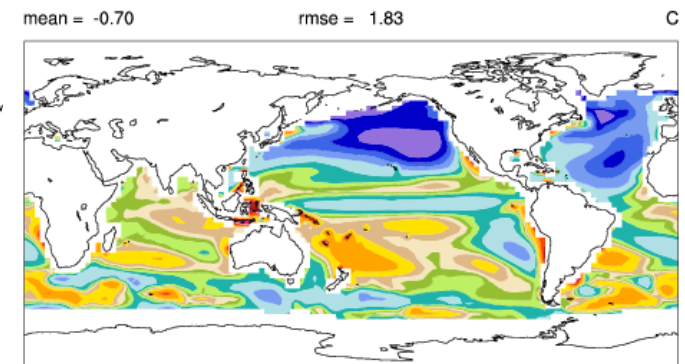 mean = -0.70 rmse = 1.83 C